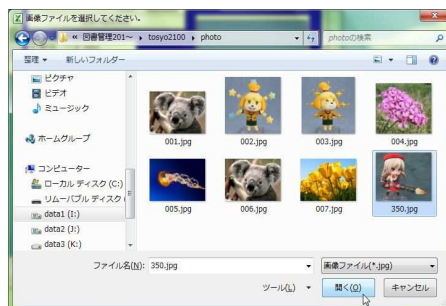 画像ファイルを選択してください。
« 図書管理201~ ▸ tosyo2100 ▸ photo
photoの検索
整理 ▼ 新しいフォルダー
ピクチャ
ビデオ
ミュージック
ホームグループ
コンピューター
ローカル ディスク (C:)
リムーバブル ディスク (
data1 (I:)
data2 (J:)
data3 (K:)
001.jpg 002.jpg 003.jpg 004.jpg
005.jpg 006.jpg 007.jpg 350.jpg
ファイル名(N): 350.jpg 画像ファイル(*.jpg)
ツール(L) ▼ 開く(O) キャンセル